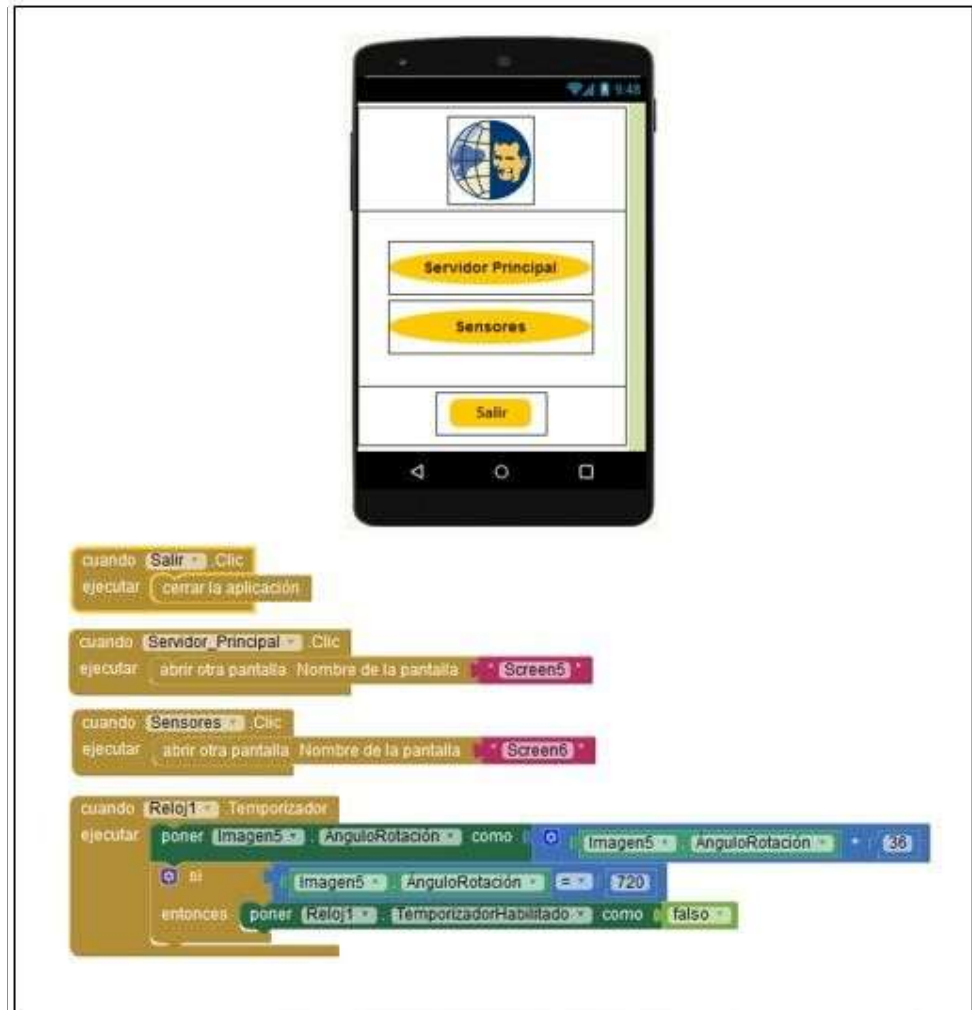 9:48
Servidor Principal
Sensores
Salir
cuando Salir .Clic
ejecutar cerrar la aplicación
cuando Servidor_Principal .Clic
ejecutar abrir otra pantalla Nombre de la pantalla " Screen5 "
cuando Sensores .Clic
ejecutar abrir otra pantalla Nombre de la pantalla " Screen6 "
cuando Reloj1 .Temporizador
ejecutar poner Imagen5 . AnguloRotación como Imagen5 . AnguloRotación + 36
si Imagen5 . AnguloRotación = 720
entonces poner Reloj1 . TemporizadorHabilitado como falso